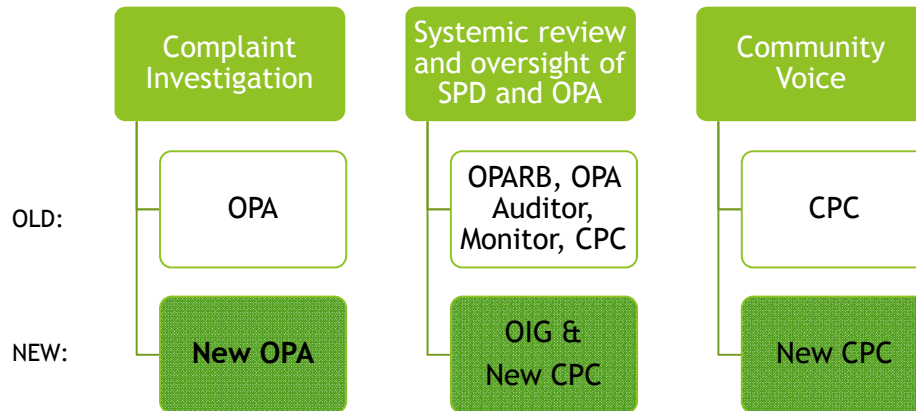 Complaint
Investigation
Systemic review
and oversight of
SPD and OPA
Community
Voice
OLD:
OPA
OPARB, OPA
Auditor,
Monitor, CPC
CPC
NEW:
New OPA
OIG &
New CPC
New CPC